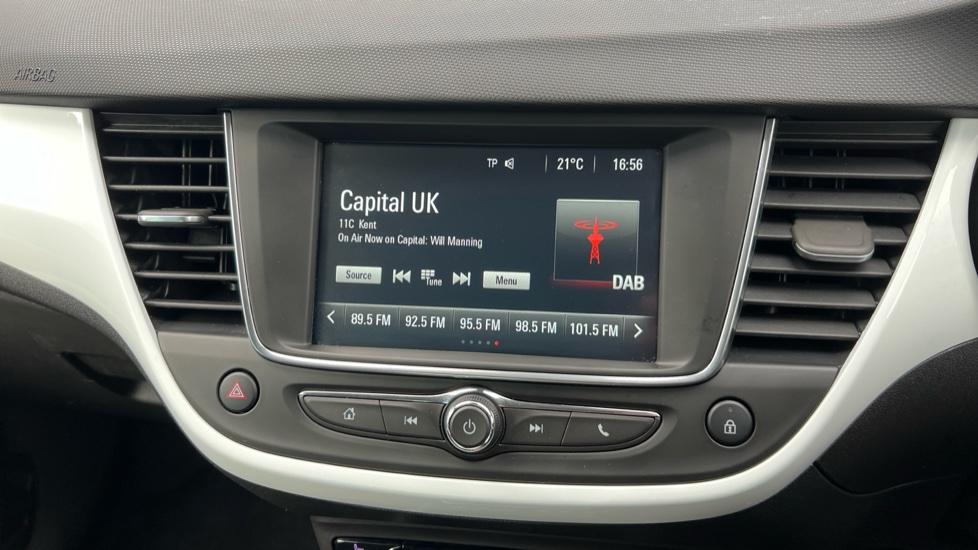 AIRBAG
TP 21°C 16:56
Capital UK
11C Kent
On Air Now on Capital: Will Manning
Source Tune Menu
DAB
89.5 FM 92.5 FM 95.5 FM 98.5 FM 101.5 FM